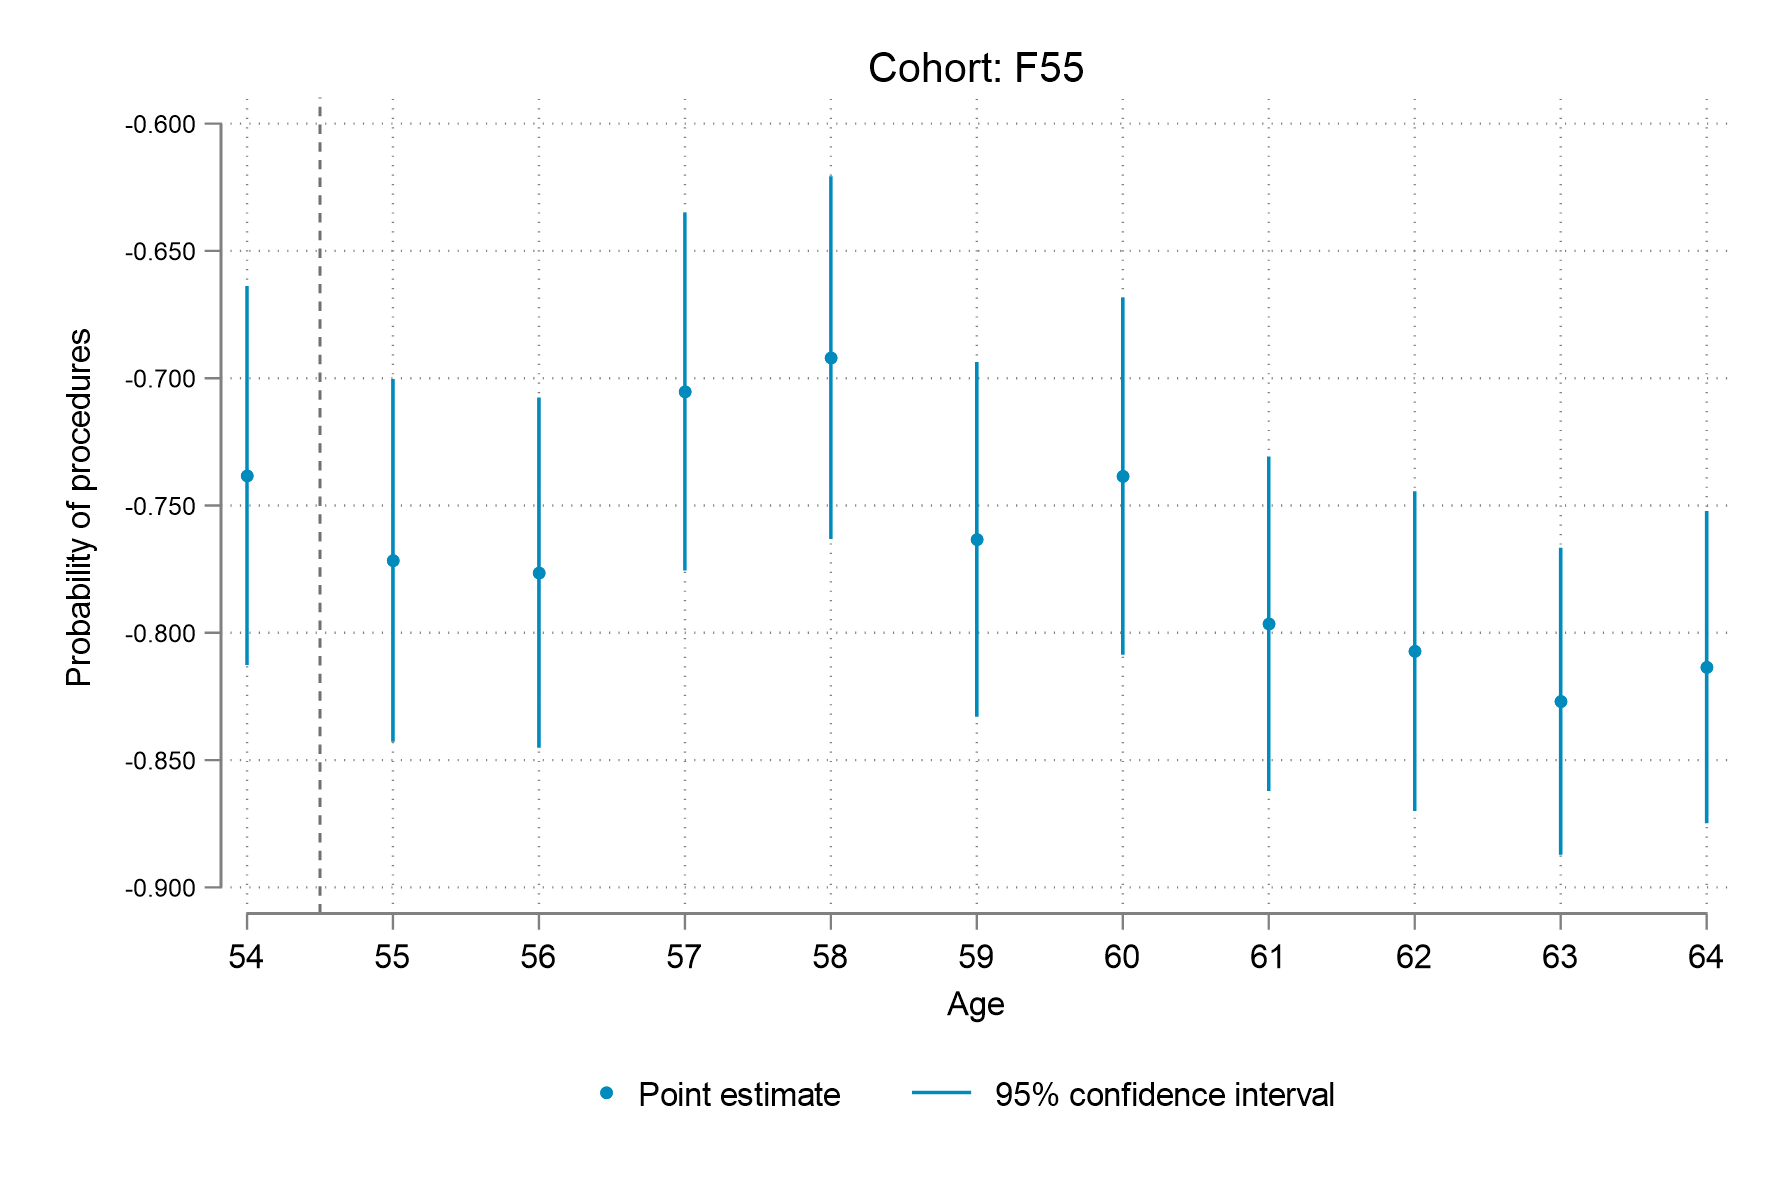 Cohort: F55
-0.600
-0.650
-0.700
-0.750
-0.800
-0.850
-0.900
Probability of procedures
54 55 56 57 58 59 60 61 62 63 64
Age
Point estimate 95% confidence interval